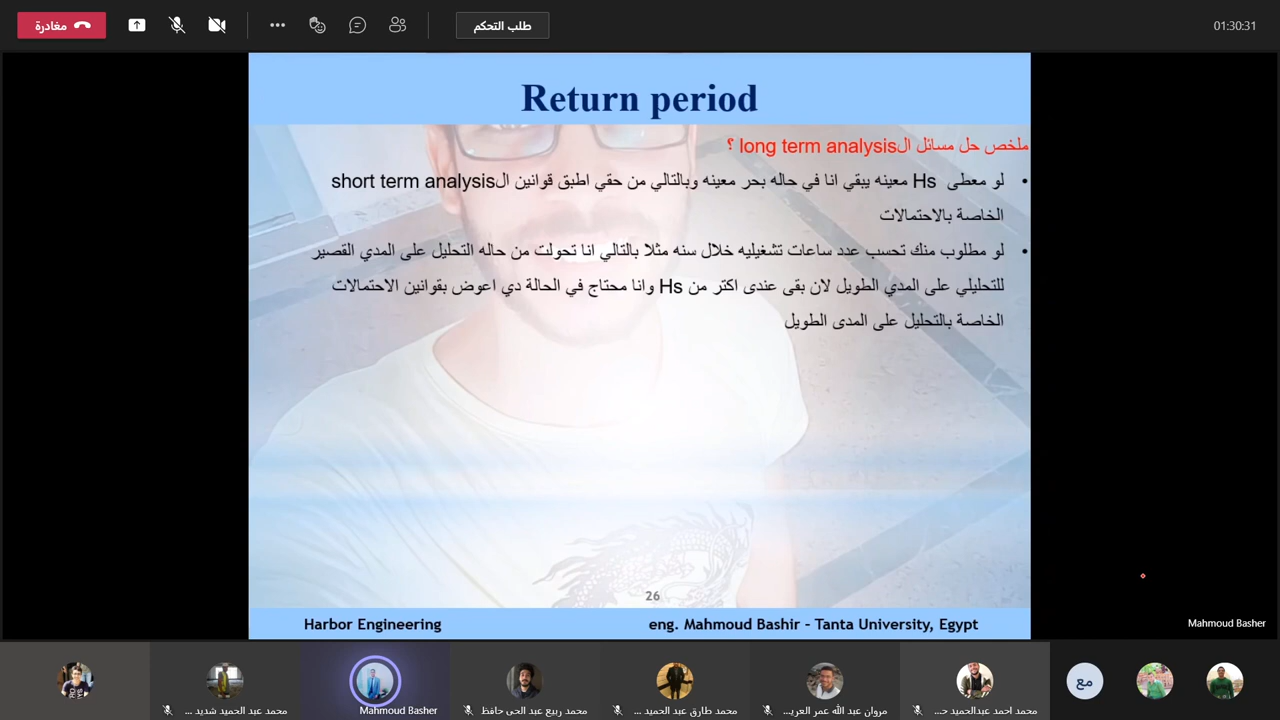 مغادرة
طلب التحكم
01:30:31
Return period
ملخص حل مسائل الlong term analysis ؟
• لو معطى Hs معينه يبقي انا في حاله بحر معينه وبالتالي من حقي اطبق قوانين الshort term analysis
الخاصة بالاحتمالات
• لو مطلوب منك تحسب عدد ساعات تشغيليه خلال سنه مثلا بالتالي انا تحولت من حاله التحليل على المدي القصير
للتحليلي على المدي الطويل لان بقى عندى اكتر من Hs وانا محتاج في الحالة دي اعوض بقوانين الاحتمالات
الخاصة بالتحليل على المدى الطويل
26
Harbor Engineering
eng. Mahmoud Bashir - Tanta University, Egypt
Mahmoud Basher
محمد عبد الحميد شديد ...
Mahmoud Basher
محمد ربيع عبد الحى حافظ
محمد طارق عبد الحميد ...
مروان عبد الله عمر العري...
محمد احمد عبدالحميد حـ...
مع